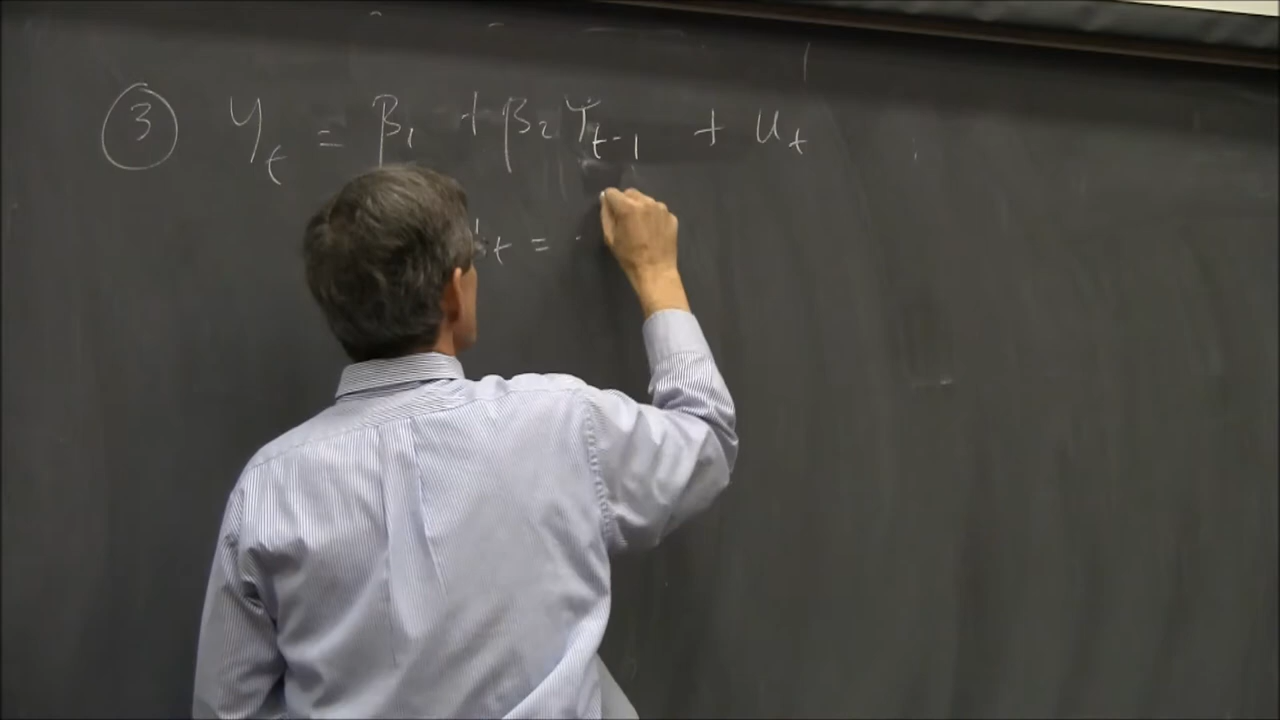 ③ Y_t = β_1 + β_2 Y_{t-1} + u_t
t =